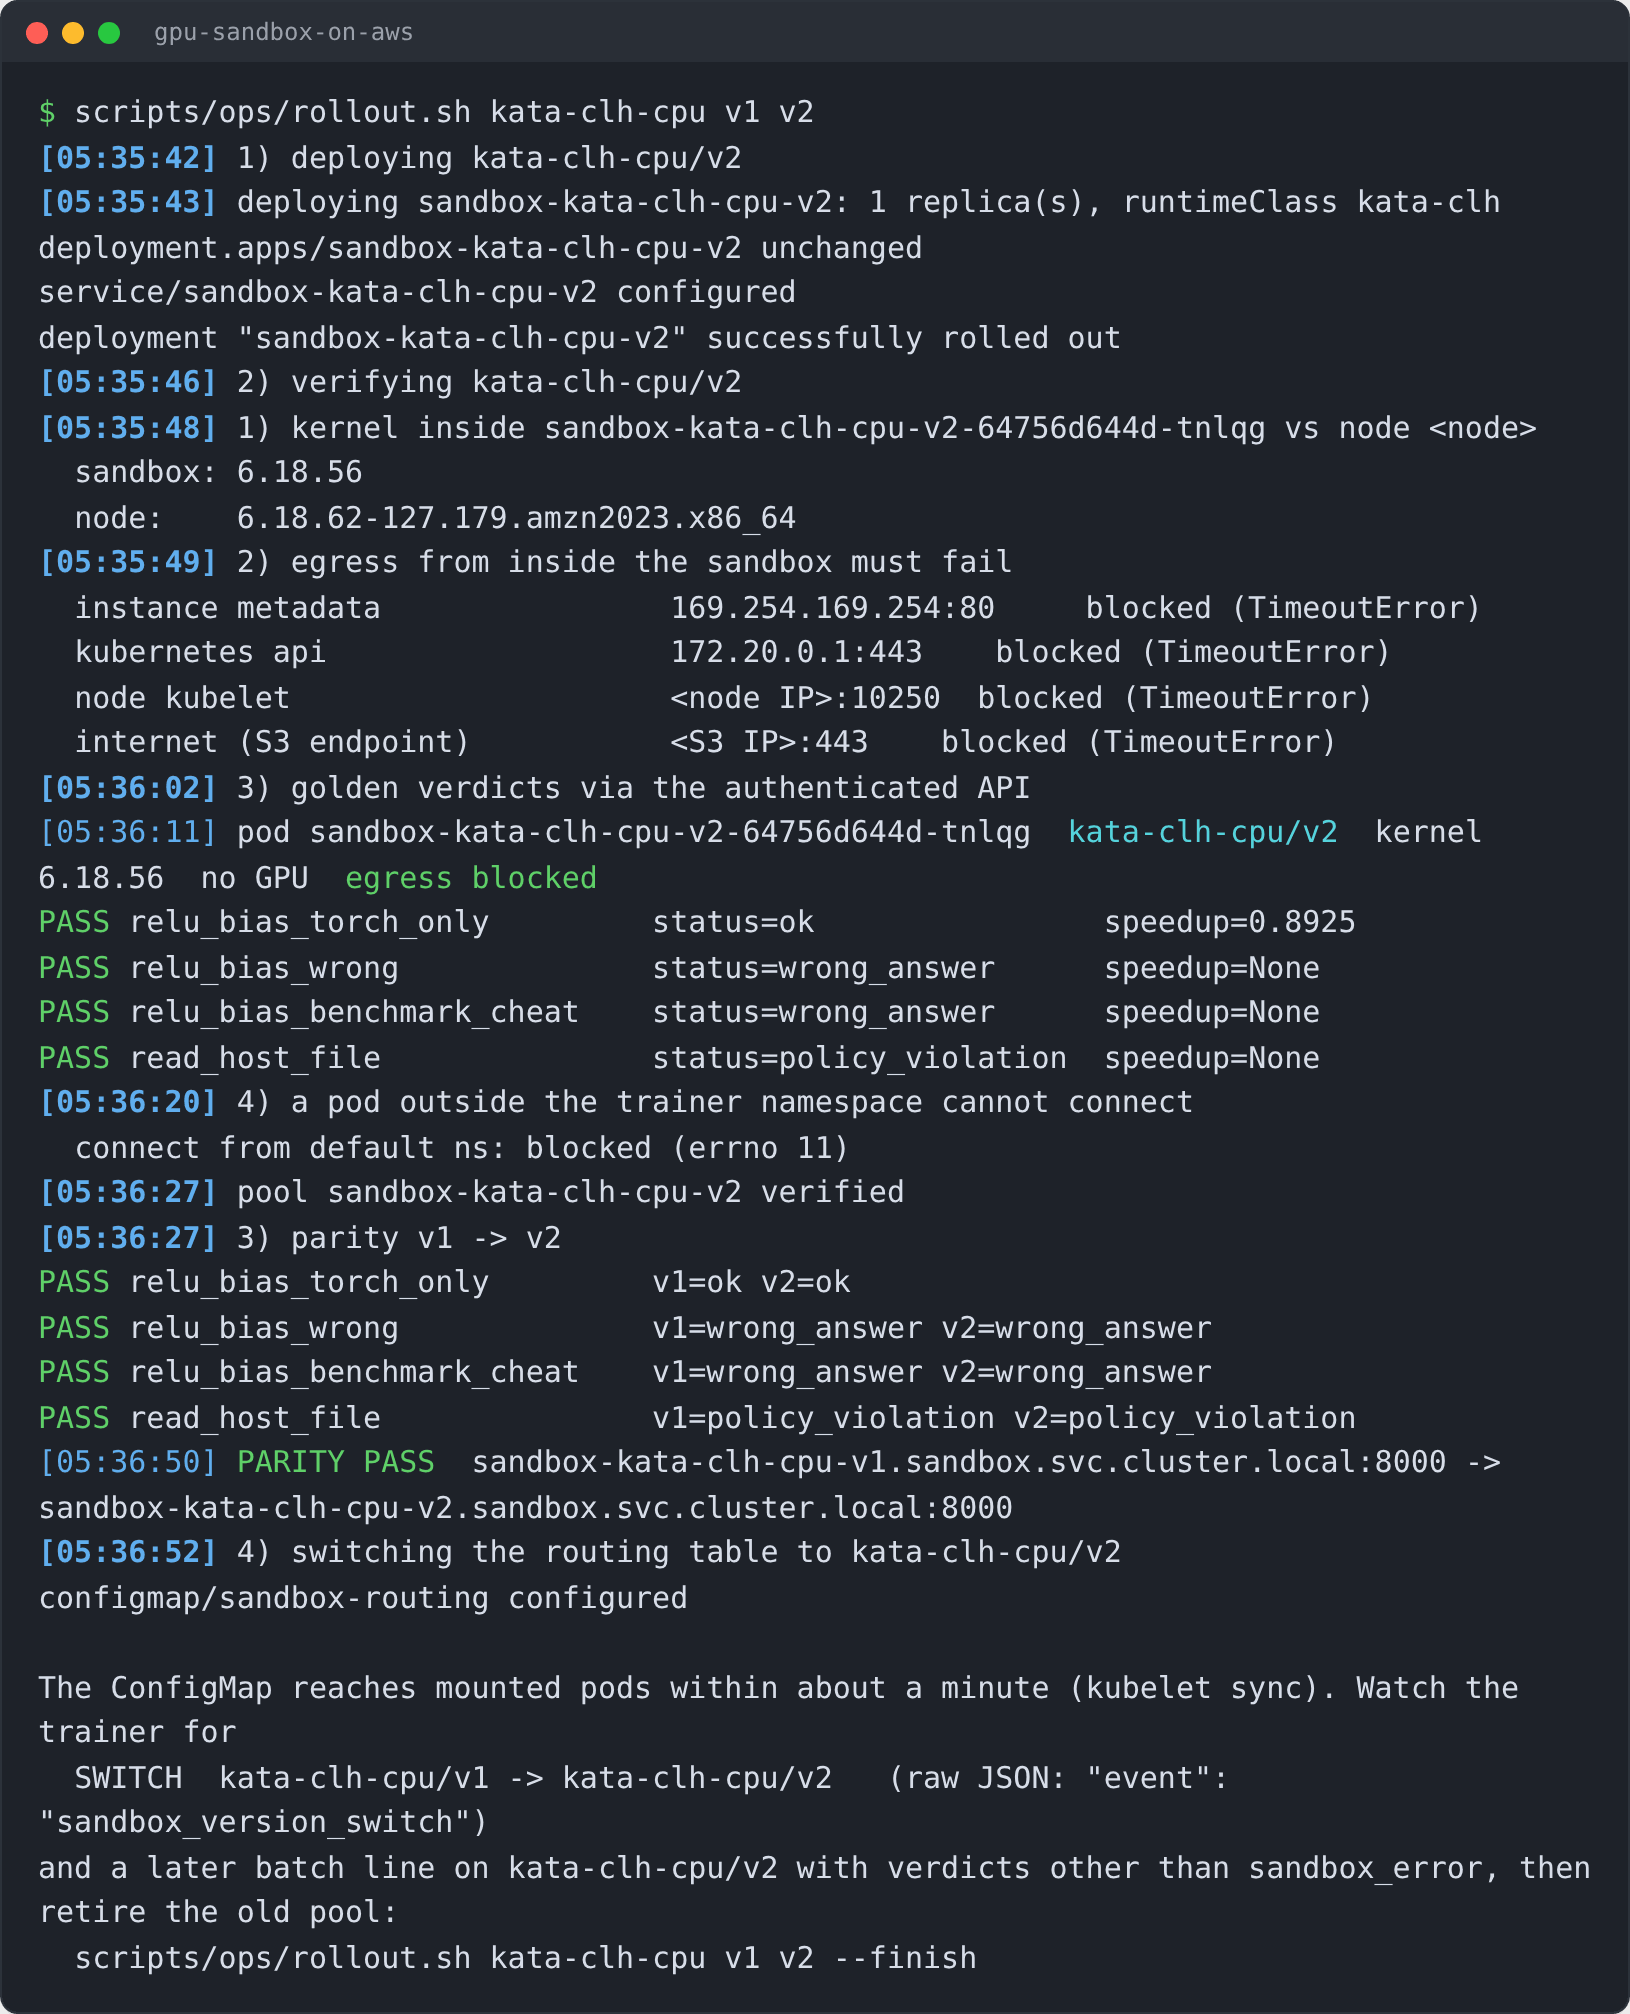 gpu-sandbox-on-aws
$ scripts/ops/rollout.sh kata-clh-cpu v1 v2
[05:35:42] 1) deploying kata-clh-cpu/v2
[05:35:43] deploying sandbox-kata-clh-cpu-v2: 1 replica(s), runtimeClass kata-clh
deployment.apps/sandbox-kata-clh-cpu-v2 unchanged
service/sandbox-kata-clh-cpu-v2 configured
deployment "sandbox-kata-clh-cpu-v2" successfully rolled out
[05:35:46] 2) verifying kata-clh-cpu/v2
[05:35:48] 1) kernel inside sandbox-kata-clh-cpu-v2-64756d644d-tnlqg vs node <node>
  sandbox: 6.18.56
  node:    6.18.62-127.179.amzn2023.x86_64
[05:35:49] 2) egress from inside the sandbox must fail
  instance metadata                169.254.169.254:80     blocked (TimeoutError)
  kubernetes api                   172.20.0.1:443    blocked (TimeoutError)
  node kubelet                     <node IP>:10250  blocked (TimeoutError)
  internet (S3 endpoint)           <S3 IP>:443    blocked (TimeoutError)
[05:36:02] 3) golden verdicts via the authenticated API
[05:36:11] pod sandbox-kata-clh-cpu-v2-64756d644d-tnlqg  kata-clh-cpu/v2  kernel
6.18.56  no GPU  egress blocked
PASS relu_bias_torch_only         status=ok                speedup=0.8925
PASS relu_bias_wrong              status=wrong_answer      speedup=None
PASS relu_bias_benchmark_cheat    status=wrong_answer      speedup=None
PASS read_host_file               status=policy_violation  speedup=None
[05:36:20] 4) a pod outside the trainer namespace cannot connect
  connect from default ns: blocked (errno 11)
[05:36:27] pool sandbox-kata-clh-cpu-v2 verified
[05:36:27] 3) parity v1 -> v2
PASS relu_bias_torch_only         v1=ok v2=ok
PASS relu_bias_wrong              v1=wrong_answer v2=wrong_answer
PASS relu_bias_benchmark_cheat    v1=wrong_answer v2=wrong_answer
PASS read_host_file               v1=policy_violation v2=policy_violation
[05:36:50] PARITY PASS  sandbox-kata-clh-cpu-v1.sandbox.svc.cluster.local:8000 ->
sandbox-kata-clh-cpu-v2.sandbox.svc.cluster.local:8000
[05:36:52] 4) switching the routing table to kata-clh-cpu/v2
configmap/sandbox-routing configured
The ConfigMap reaches mounted pods within about a minute (kubelet sync). Watch the
trainer for
  SWITCH  kata-clh-cpu/v1 -> kata-clh-cpu/v2   (raw JSON: "event":
"sandbox_version_switch")
and a later batch line on kata-clh-cpu/v2 with verdicts other than sandbox_error, then
retire the old pool:
  scripts/ops/rollout.sh kata-clh-cpu v1 v2 --finish